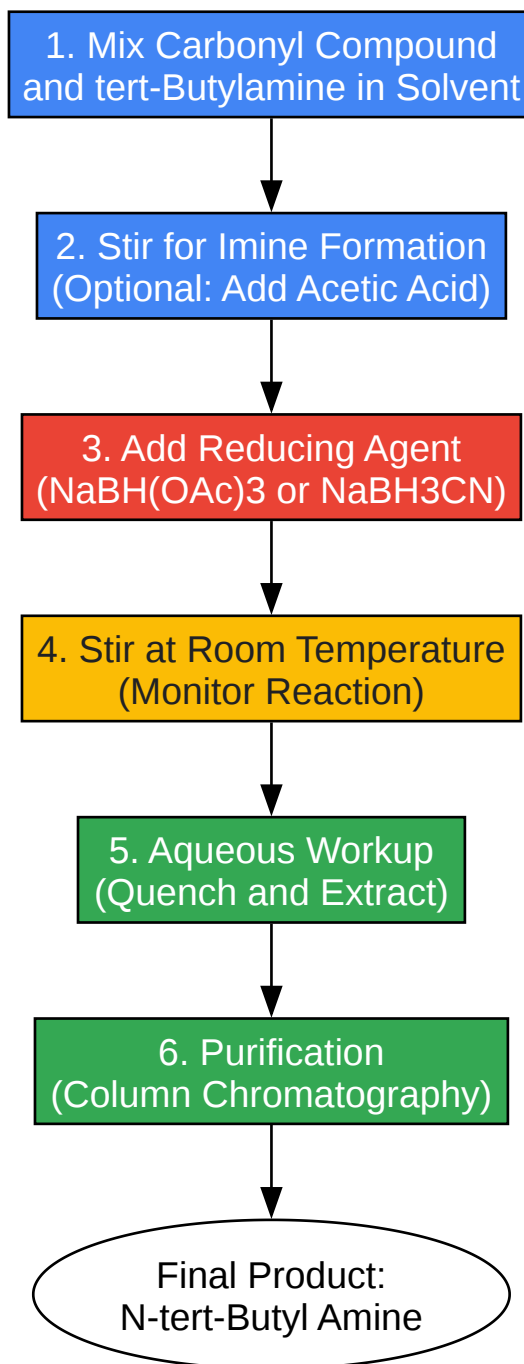 1. Mix Carbonyl Compound
and tert-Butylamine in Solvent
2. Stir for Imine Formation
(Optional: Add Acetic Acid)
3. Add Reducing Agent
(NaBH(OAc)3 or NaBH3CN)
4. Stir at Room Temperature
(Monitor Reaction)
5. Aqueous Workup
(Quench and Extract)
6. Purification
(Column Chromatography)
Final Product:
N-tert-Butyl Amine